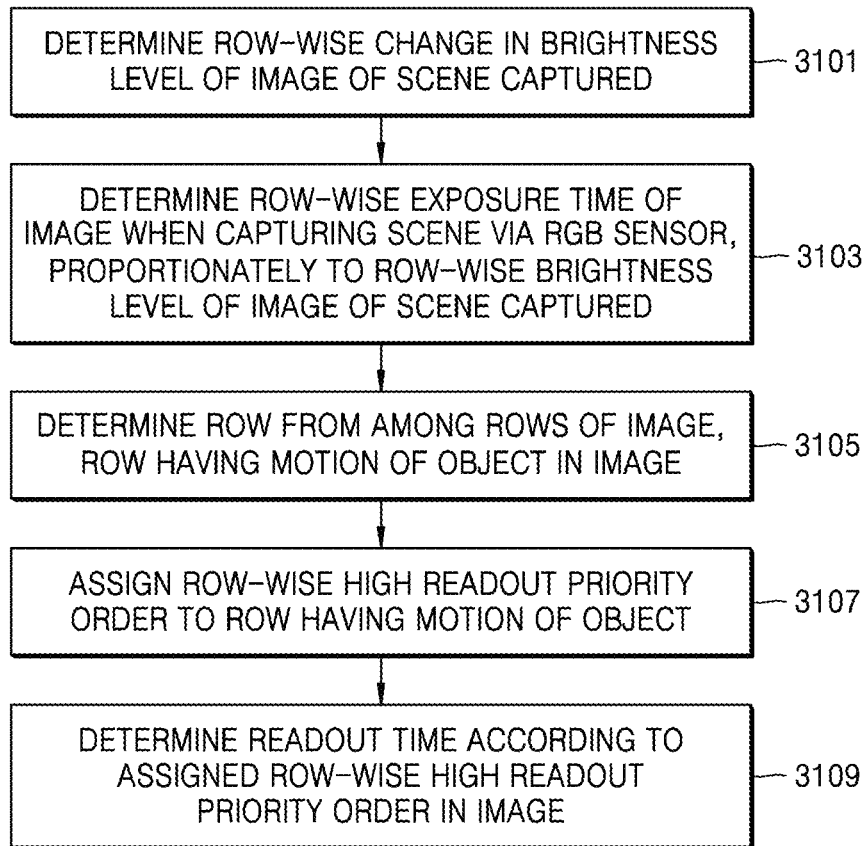 DETERMINE ROW-WISE CHANGE IN BRIGHTNESS
LEVEL OF IMAGE OF SCENE CAPTURED
3101
DETERMINE ROW-WISE EXPOSURE TIME OF
IMAGE WHEN CAPTURING SCENE VIA RGB SENSOR,
PROPORTIONATELY TO ROW-WISE BRIGHTNESS
LEVEL OF IMAGE OF SCENE CAPTURED
3103
DETERMINE ROW FROM AMONG ROWS OF IMAGE,
ROW HAVING MOTION OF OBJECT IN IMAGE
3105
ASSIGN ROW-WISE HIGH READOUT PRIORITY
ORDER TO ROW HAVING MOTION OF OBJECT
3107
DETERMINE READOUT TIME ACCORDING TO
ASSIGNED ROW-WISE HIGH READOUT
PRIORITY ORDER IN IMAGE
3109